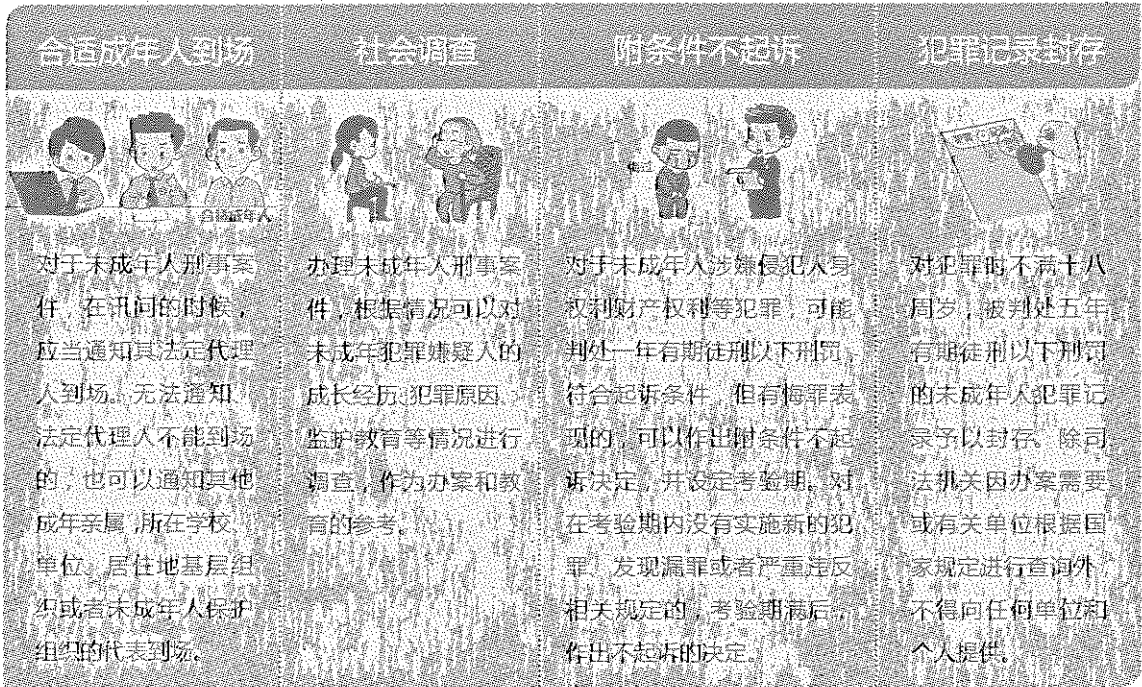 合适成年人到场
社会调查
附条件不起诉
犯罪记录封存
合适成年人
对于未成年人刑事案
件，在讯问的时候，
应当通知其法定代理
人到场。无法通知、
法定代理人不能到场
的，也可以通知其他
成年亲属，所在学校、
单位、居住地基层组
织或者未成年人保护
组织的代表到场。
办理未成年人刑事案
件，根据情况可以对
未成年犯罪嫌疑人的
成长经历、犯罪原因、
监护教育等情况进行
调查，作为办案和教
育的参考。
对于未成年人涉嫌侵犯人身
权利财产权利等犯罪，可能
判处一年有期徒刑以下刑罚，
符合起诉条件，但有悔罪表
现的，可以作出附条件不起
诉决定，并设定考验期。对
在考验期内没有实施新的犯
罪、发现漏罪或者严重违反
相关规定的，考验期满后，
作出不起诉的决定。
对犯罪时不满十八
周岁，被判处五年
有期徒刑以下刑罚
的未成年人犯罪记
录予以封存。除司
法机关因办案需要
或有关单位根据国
家规定进行查询外，
不得向任何单位和
个人提供。